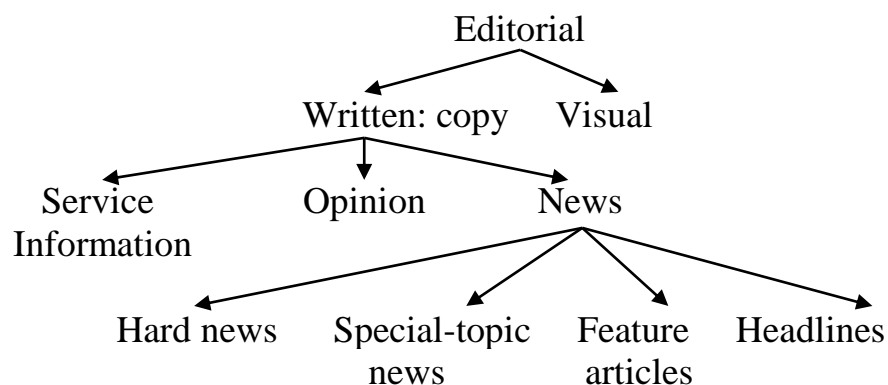 Editorial
Written: copy Visual
Service Opinion News
Information
Hard news Special-topic Feature Headlines
news articles